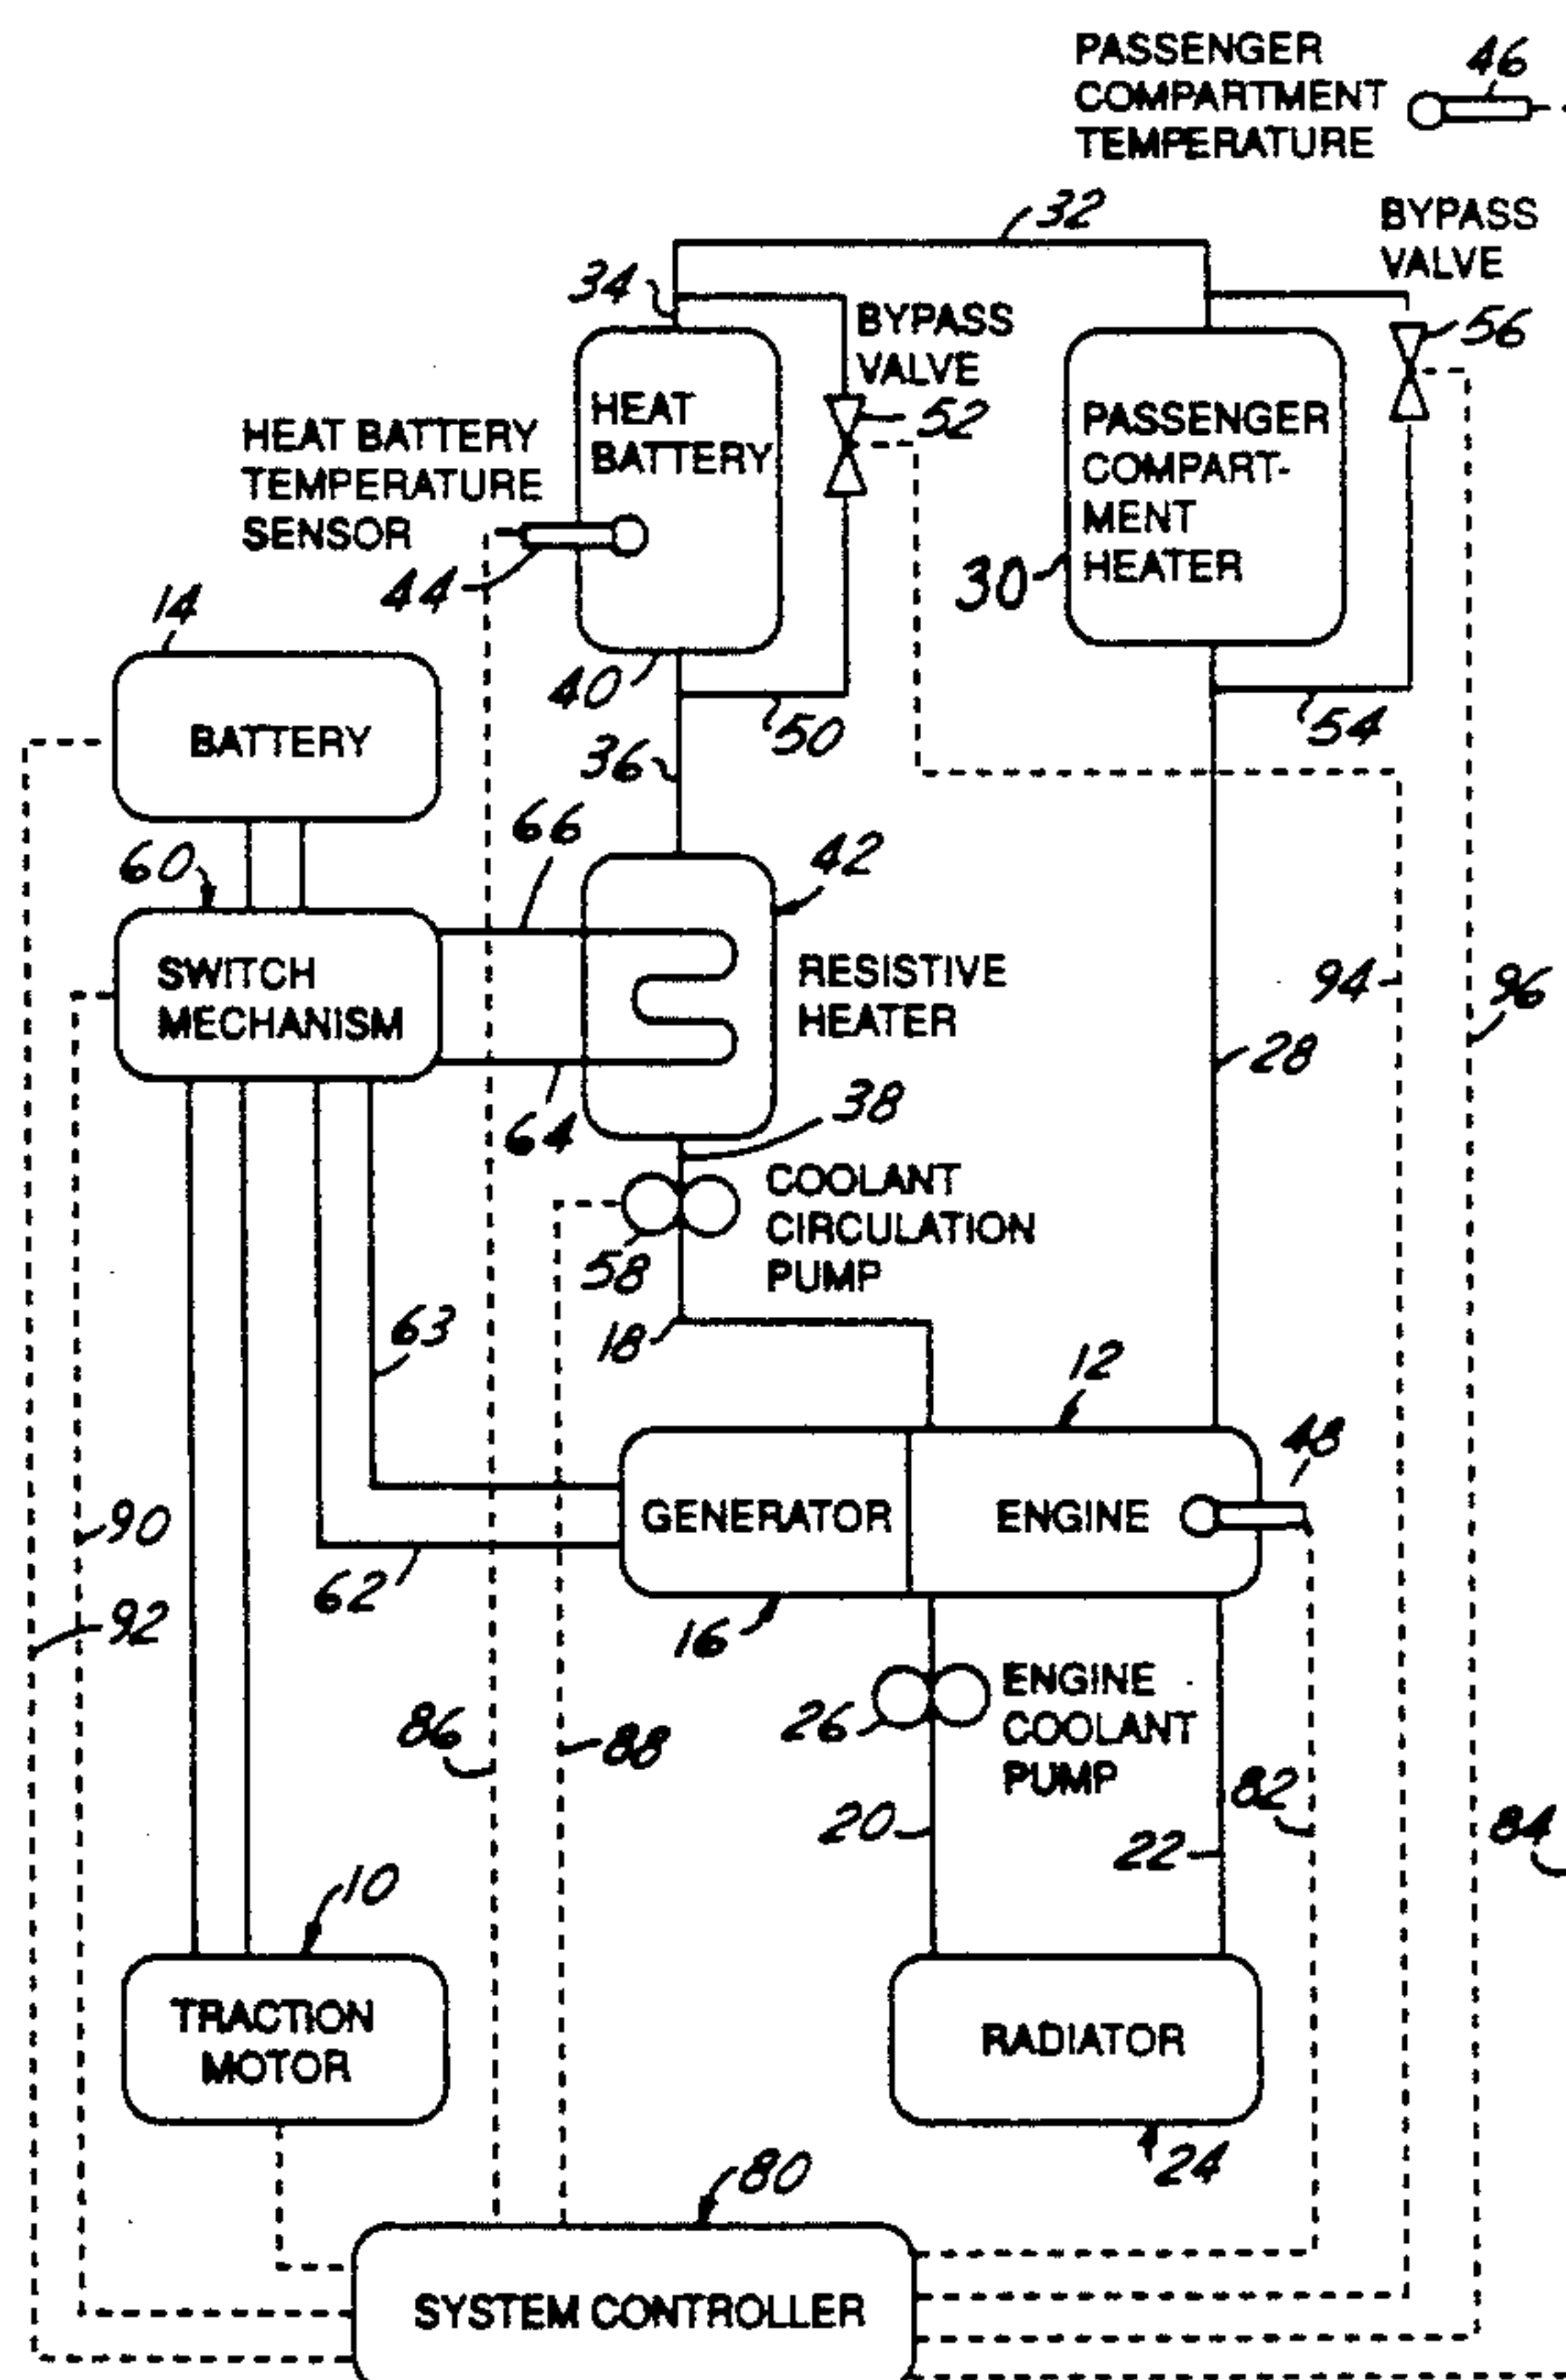 PASSENGER
COMPARTMENT
TEMPERATURE
46
32
BYPASS
VALVE
34
BYPASS
VALVE
56
52
HEAT
BATTERY
PASSENGER
COMPART-
MENT
HEATER
HEAT BATTERY
TEMPERATURE
SENSOR
44
30
14
40
50
54
BATTERY
36
66
42
60
SWITCH
MECHANISM
RESISTIVE
HEATER
94
96
28
64
38
COOLANT
CIRCULATION
PUMP
58
63
18
12
48
GENERATOR
ENGINE
90
62
92
16
26
ENGINE
COOLANT
PUMP
86
88
82
20
22
84
10
TRACTION
MOTOR
RADIATOR
24
80
SYSTEM CONTROLLER